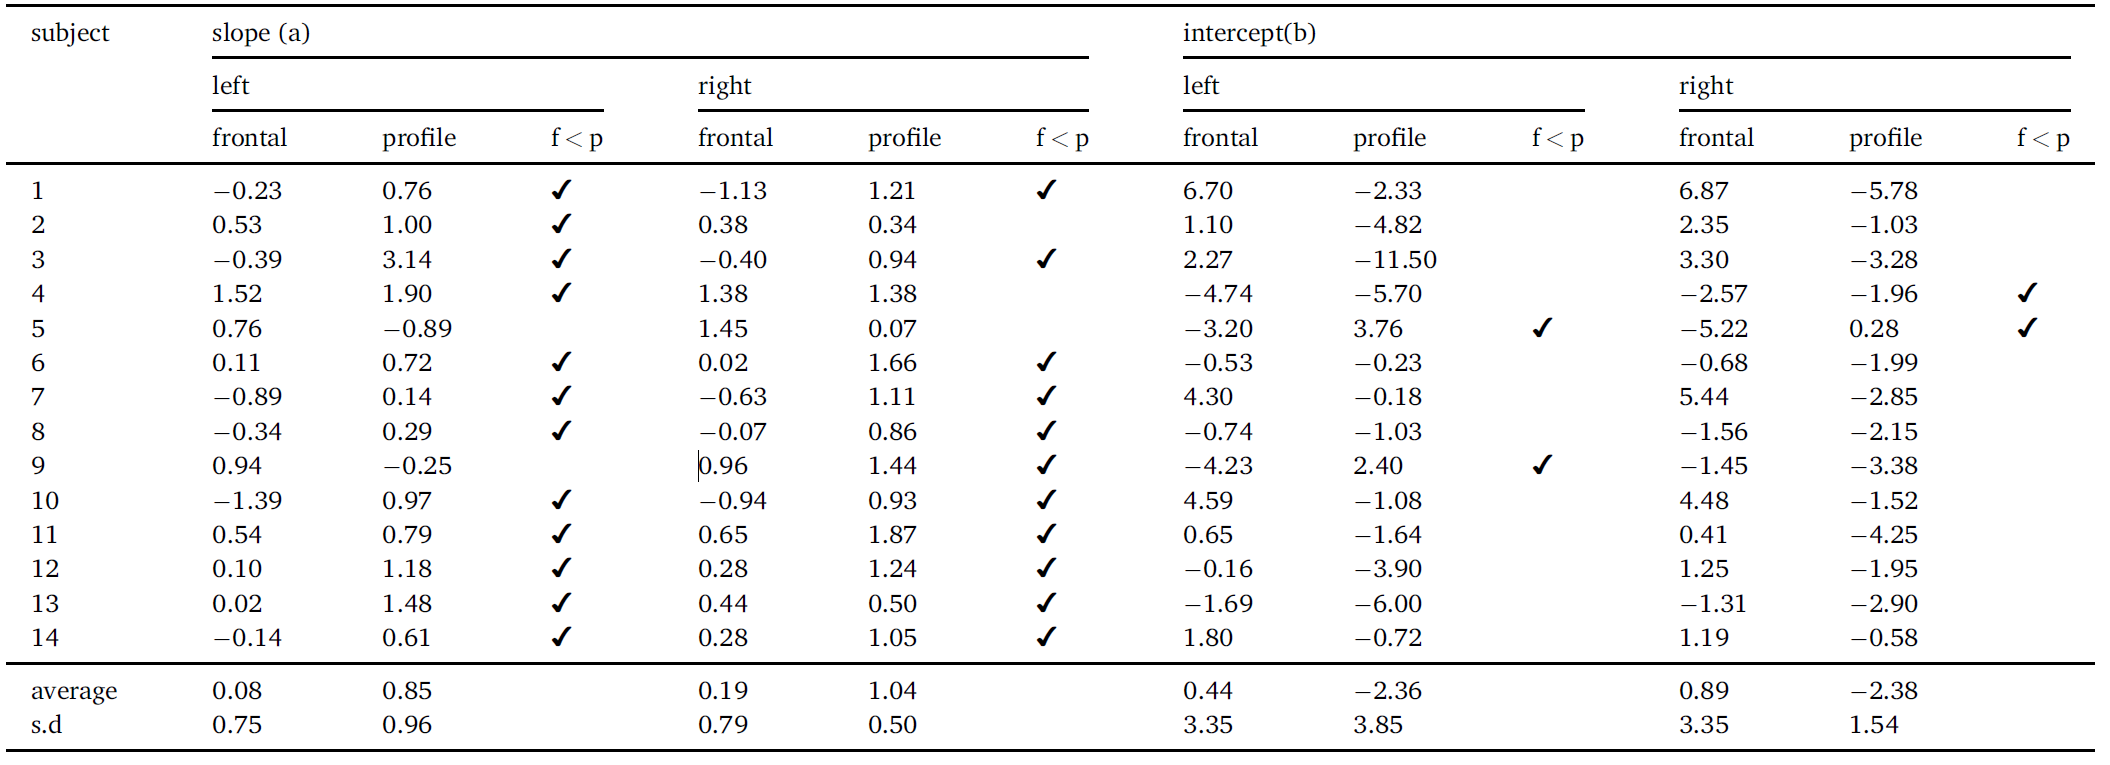 subject slope (a) intercept(b)
left right left right
frontal profile f < p frontal profile f < p frontal profile f < p frontal profile f < p
1 −0.23 0.76 ✓ −1.13 1.21 ✓ 6.70 −2.33 6.87 −5.78
2 0.53 1.00 ✓ 0.38 0.34 1.10 −4.82 2.35 −1.03
3 −0.39 3.14 ✓ −0.40 0.94 ✓ 2.27 −11.50 3.30 −3.28
4 1.52 1.90 ✓ 1.38 1.38 −4.74 −5.70 −2.57 −1.96 ✓
5 0.76 −0.89 1.45 0.07 −3.20 3.76 ✓ −5.22 0.28 ✓
6 0.11 0.72 ✓ 0.02 1.66 ✓ −0.53 −0.23 −0.68 −1.99
7 −0.89 0.14 ✓ −0.63 1.11 ✓ 4.30 −0.18 5.44 −2.85
8 −0.34 0.29 ✓ −0.07 0.86 ✓ −0.74 −1.03 −1.56 −2.15
9 0.94 −0.25 0.96 1.44 ✓ −4.23 2.40 ✓ −1.45 −3.38
10 −1.39 0.97 ✓ −0.94 0.93 ✓ 4.59 −1.08 4.48 −1.52
11 0.54 0.79 ✓ 0.65 1.87 ✓ 0.65 −1.64 0.41 −4.25
12 0.10 1.18 ✓ 0.28 1.24 ✓ −0.16 −3.90 1.25 −1.95
13 0.02 1.48 ✓ 0.44 0.50 ✓ −1.69 −6.00 −1.31 −2.90
14 −0.14 0.61 ✓ 0.28 1.05 ✓ 1.80 −0.72 1.19 −0.58
average 0.08 0.85 0.19 1.04 0.44 −2.36 0.89 −2.38
s.d 0.75 0.96 0.79 0.50 3.35 3.85 3.35 1.54